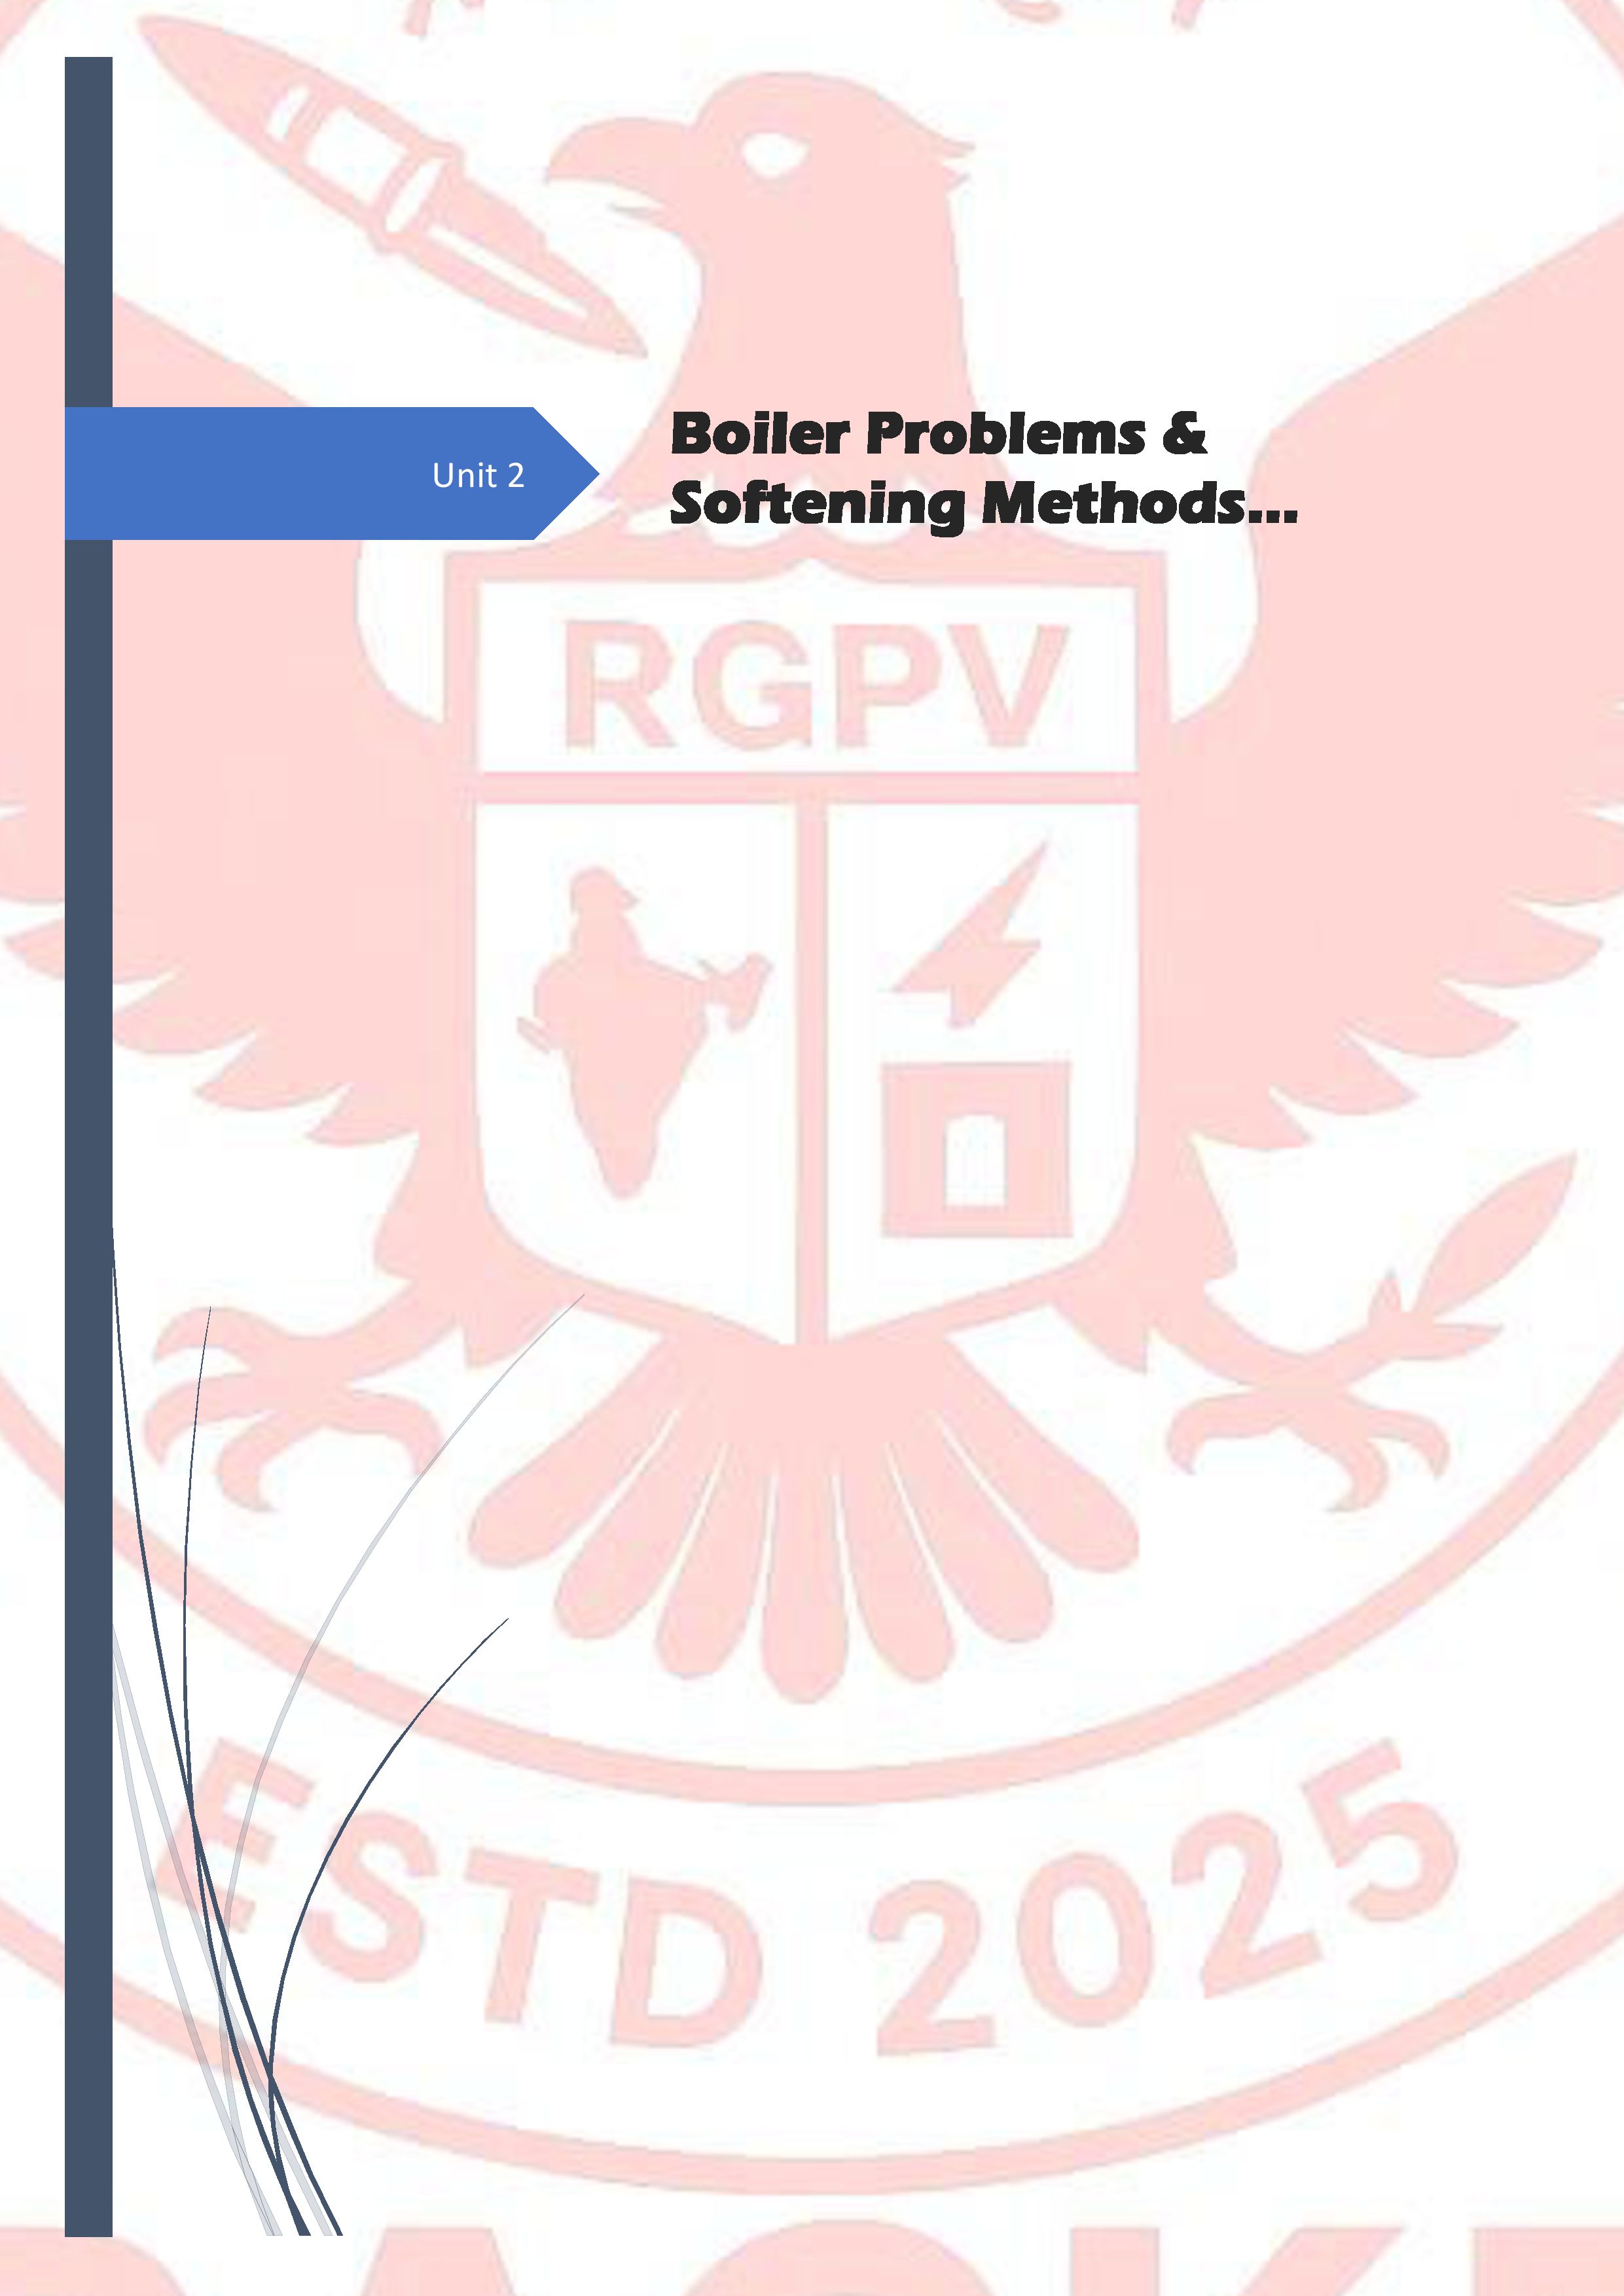 Unit 2
Boiler Problems &
Softening Methods...
RGPV
ESTD 2025